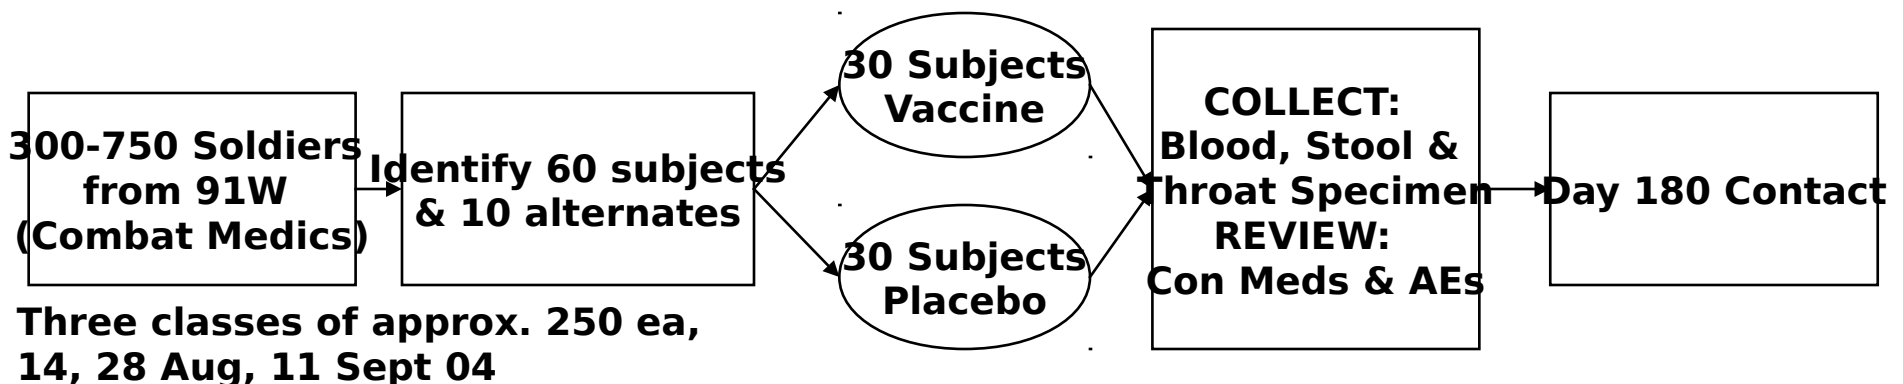 300-750 Soldiers
from 91W
(Combat Medics)
Identify 60 subjects
& 10 alternates
30 Subjects
Vaccine
30 Subjects
Placebo
COLLECT:
Blood, Stool &
Throat Specimen
REVIEW:
Con Meds & AEs
Day 180 Contact
Three classes of approx. 250 ea,
14, 28 Aug, 11 Sept 04